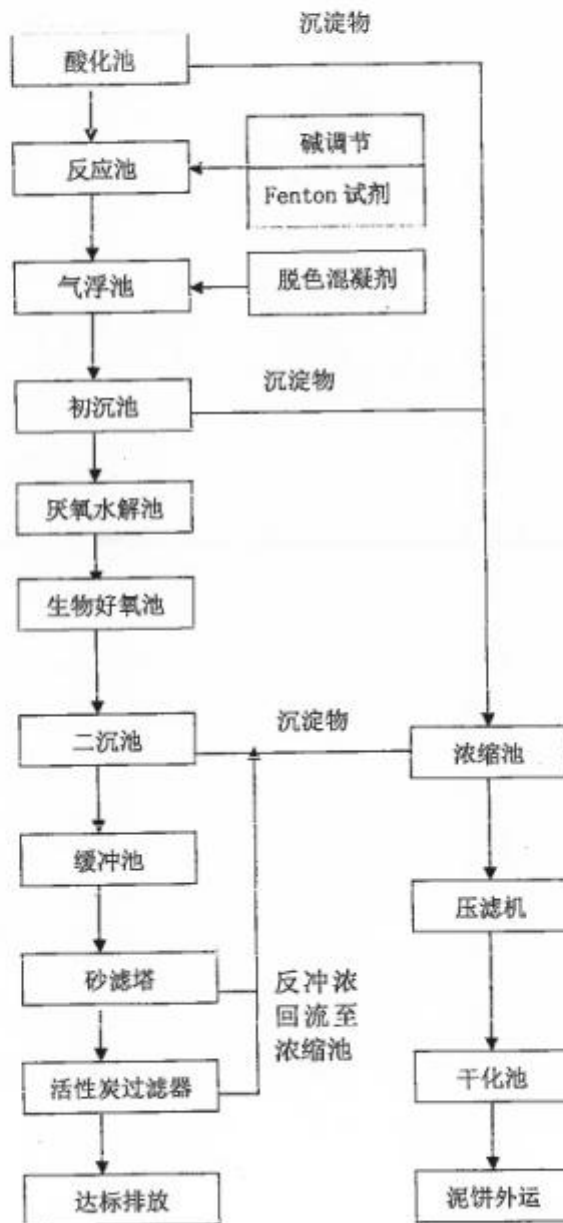 沉淀物
酸化池
碱调节
反应池
Fenton 试剂
气浮池
脱色混凝剂
沉淀物
初沉池
厌氧水解池
生物好氧池
沉淀物
二沉池
浓缩池
缓冲池
压滤机
砂滤塔
反冲浓
回流至
浓缩池
活性炭过滤器
干化池
达标排放
泥饼外运